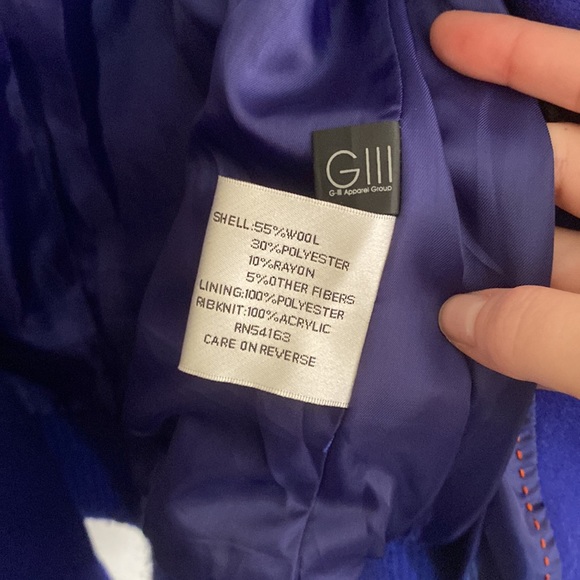 GIII
G-III Apparel Group
SHELL:55%WOOL
30%POLYESTER
10%RAYON
5%OTHER FIBERS
LINING:100%POLYESTER
RIBKNIT:100%ACRYLIC
RN54163
CARE ON REVERSE